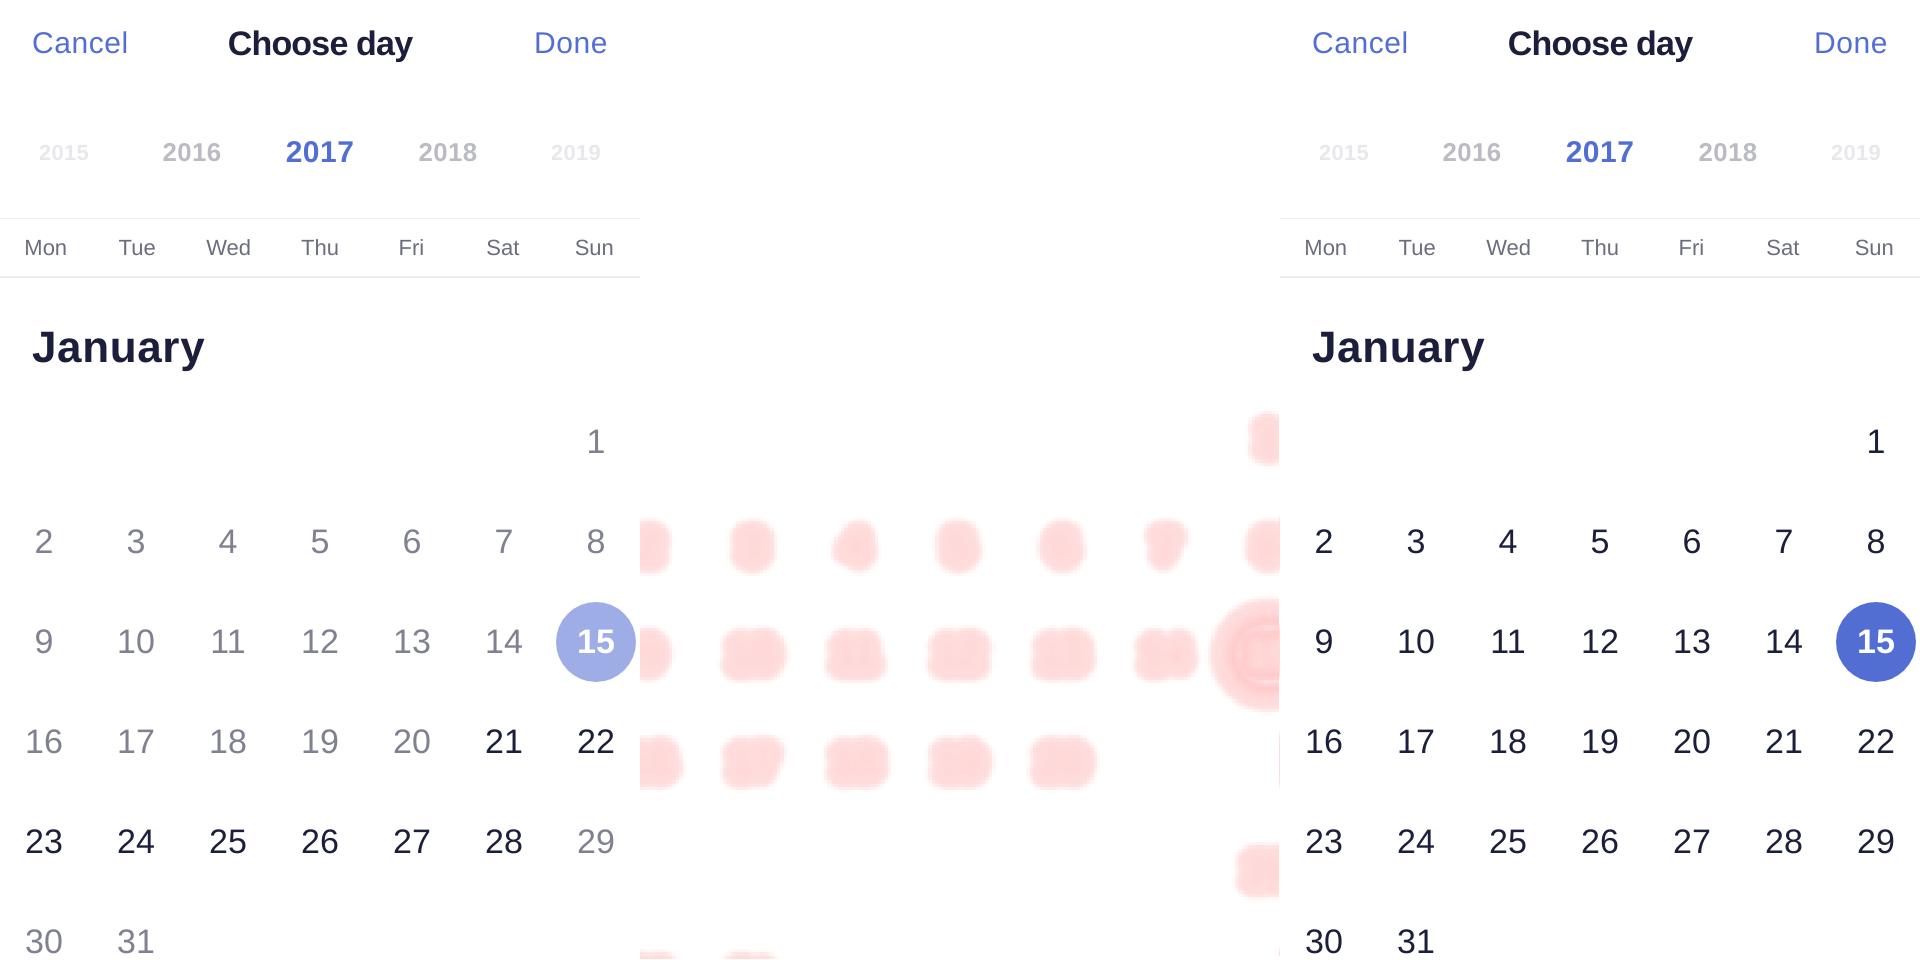 Cancel Choose day Done
2015 2016 2017 2018 2019
Mon Tue Wed Thu Fri Sat Sun
January
1
2 3 4 5 6 7 8
9 10 11 12 13 14 15
16 17 18 19 20 21 22
23 24 25 26 27 28 29
30 31
Cancel Choose day Done
2015 2016 2017 2018 2019
Mon Tue Wed Thu Fri Sat Sun
January
1
2 3 4 5 6 7 8
9 10 11 12 13 14 15
16 17 18 19 20 21 22
23 24 25 26 27 28 29
30 31